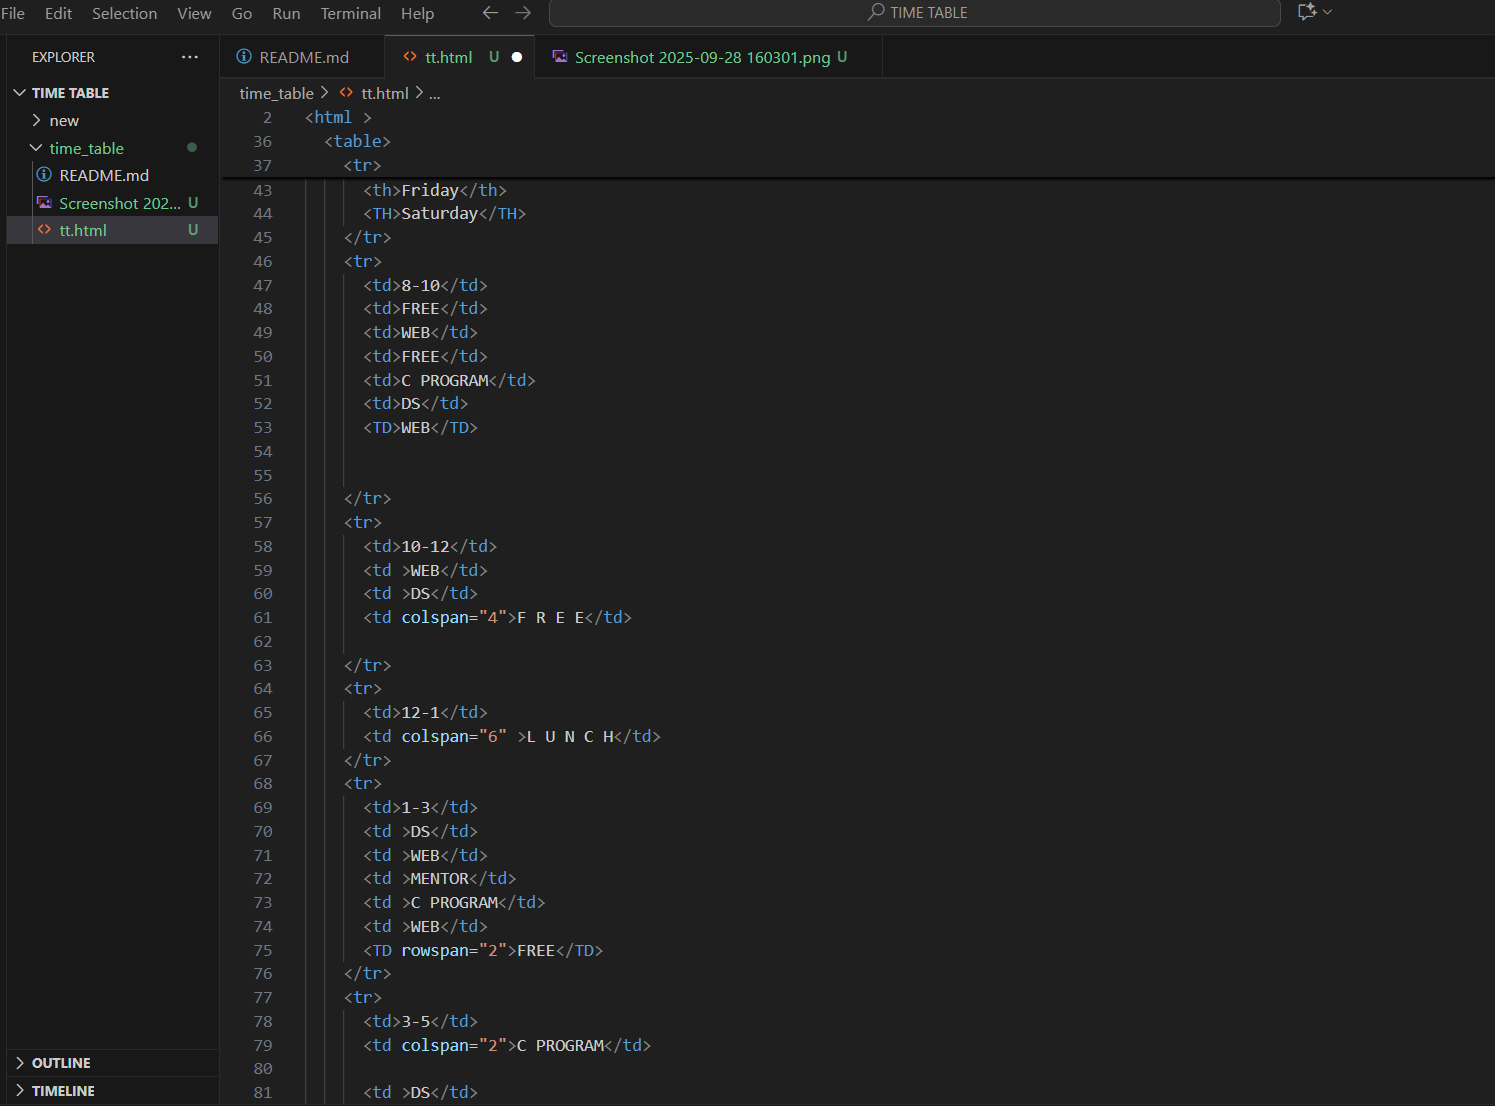 File Edit Selection View Go Run Terminal Help TIME TABLE
EXPLORER ...
TIME TABLE
new
time_table
README.md
Screenshot 202... U
tt.html U
OUTLINE
TIMELINE
README.md tt.html U Screenshot 2025-09-28 160301.png U
time_table > tt.html > ...
2 <html >
36 <table>
37 <tr>
43 <th>Friday</th>
44 <TH>Saturday</TH>
45 </tr>
46 <tr>
47 <td>8-10</td>
48 <td>FREE</td>
49 <td>WEB</td>
50 <td>FREE</td>
51 <td>C PROGRAM</td>
52 <td>DS</td>
53 <TD>WEB</TD>
54
55
56 </tr>
57 <tr>
58 <td>10-12</td>
59 <td >WEB</td>
60 <td >DS</td>
61 <td colspan="4">F R E E</td>
62
63 </tr>
64 <tr>
65 <td>12-1</td>
66 <td colspan="6" >L U N C H</td>
67 </tr>
68 <tr>
69 <td>1-3</td>
70 <td >DS</td>
71 <td >WEB</td>
72 <td >MENTOR</td>
73 <td >C PROGRAM</td>
74 <td >WEB</td>
75 <TD rowspan="2">FREE</TD>
76 </tr>
77 <tr>
78 <td>3-5</td>
79 <td colspan="2">C PROGRAM</td>
80
81 <td >DS</td>